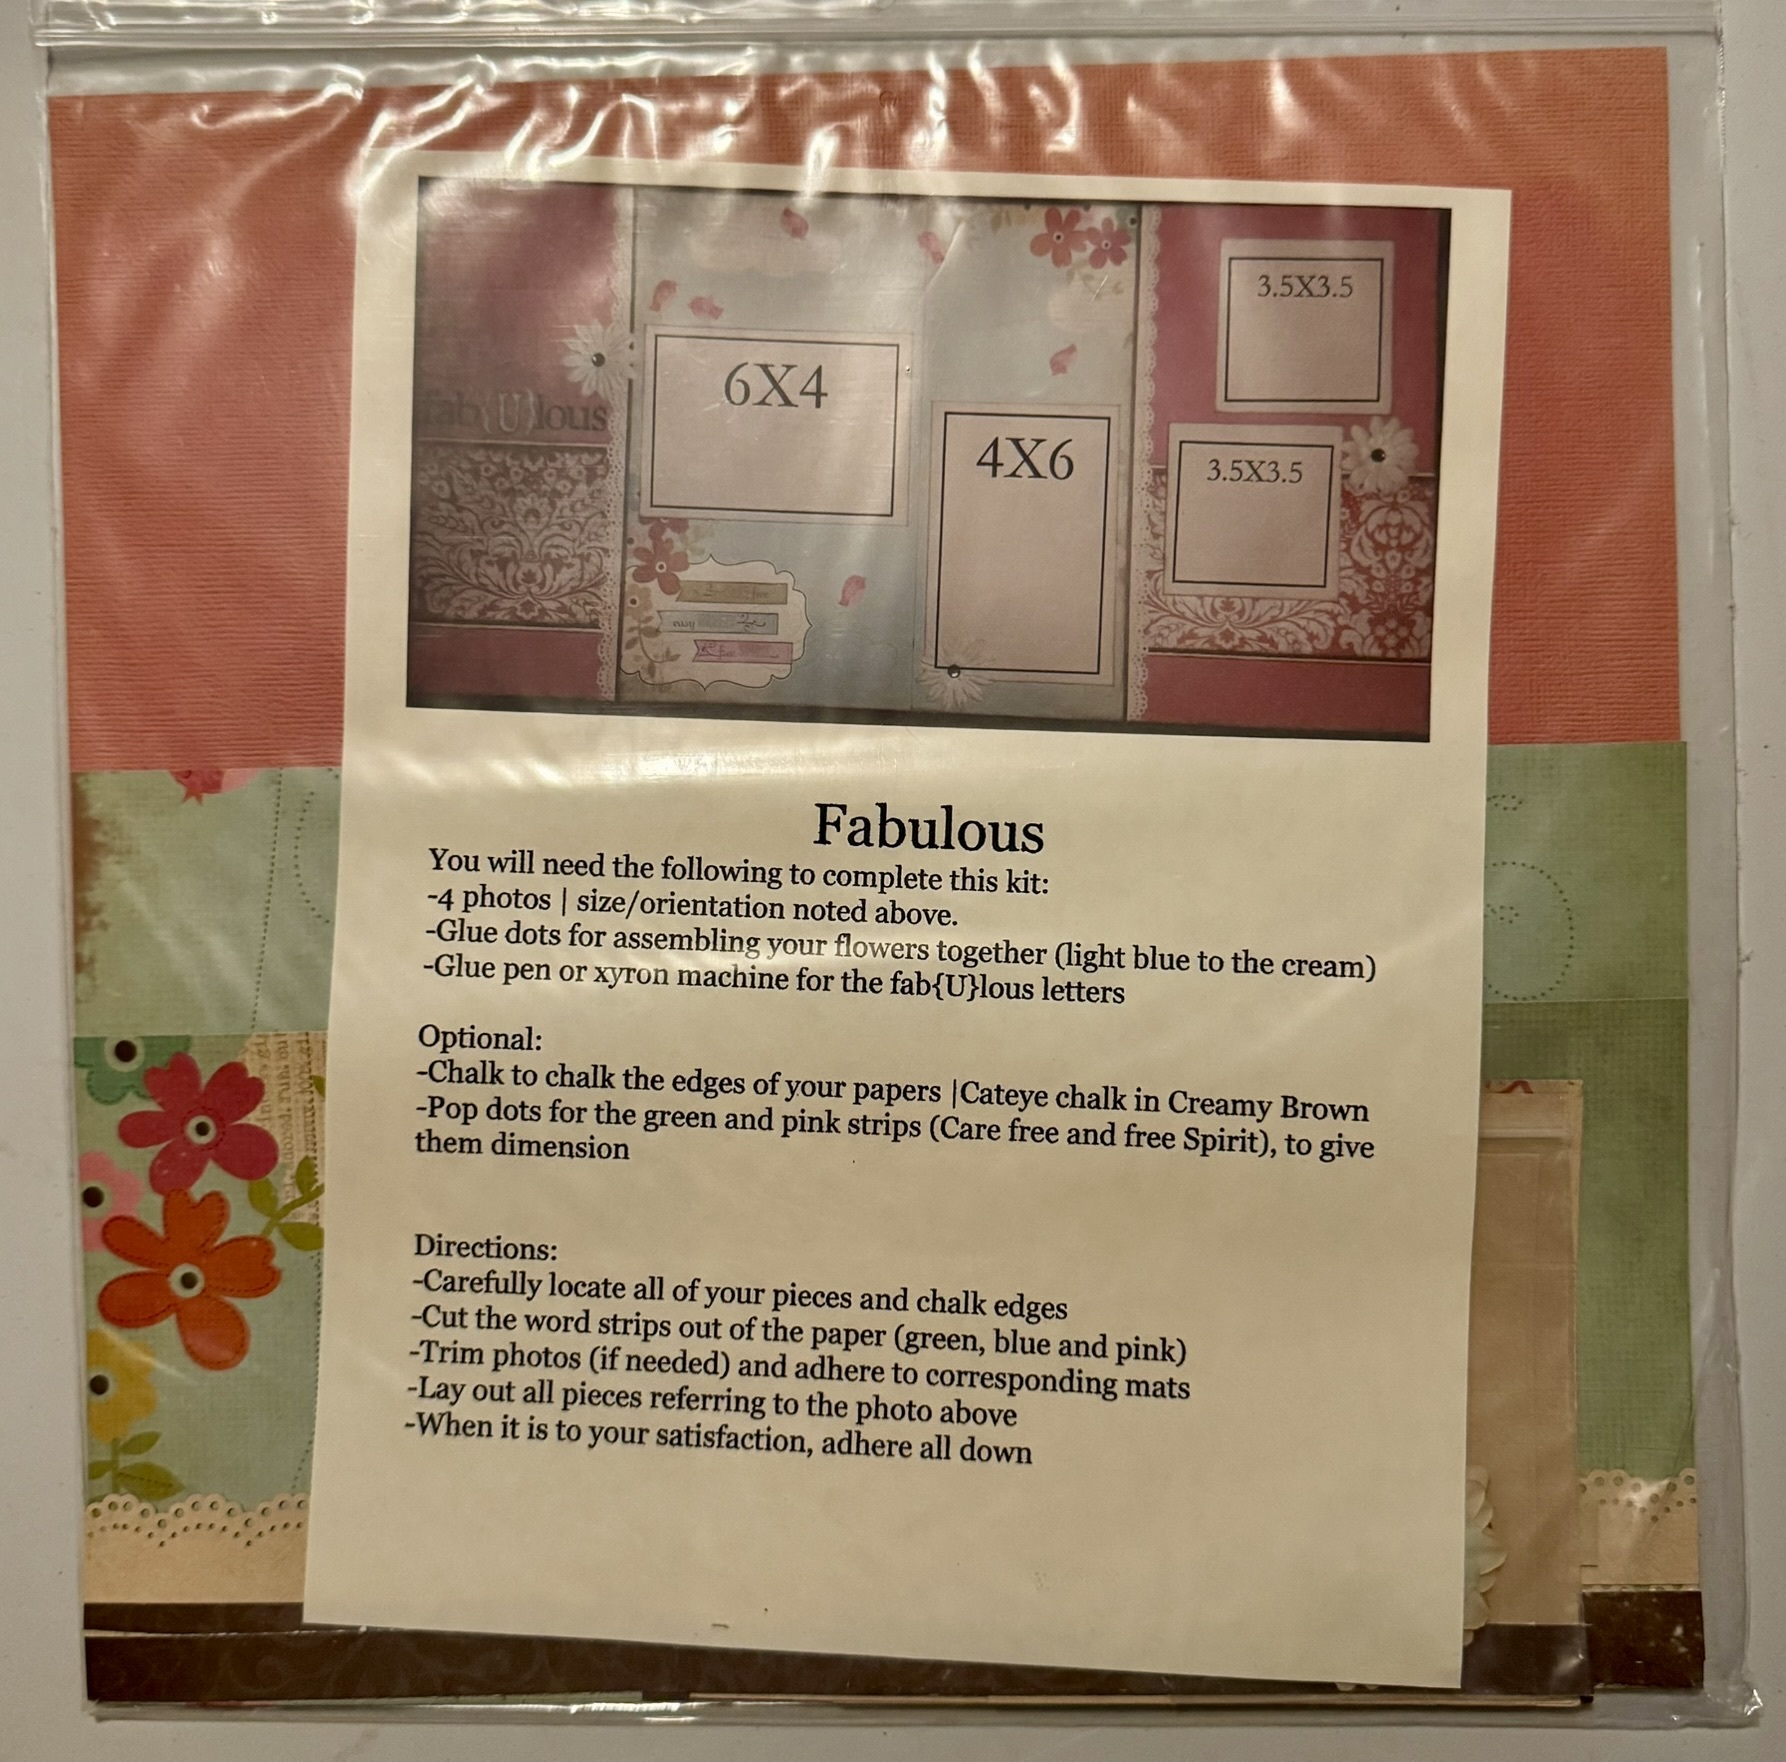 3.5X3.5
6X4
fab{U}lous
4X6
3.5X3.5
free
Fabulous
You will need the following to complete this kit:
-4 photos | size/orientation noted above.
-Glue dots for assembling your flowers together (light blue to the cream)
-Glue pen or xyron machine for the fab{U}lous letters
Optional:
-Chalk to chalk the edges of your papers |Cateye chalk in Creamy Brown
-Pop dots for the green and pink strips (Care free and free Spirit), to give
them dimension
Directions:
-Carefully locate all of your pieces and chalk edges
-Cut the word strips out of the paper (green, blue and pink)
-Trim photos (if needed) and adhere to corresponding mats
-Lay out all pieces referring to the photo above
-When it is to your satisfaction, adhere all down